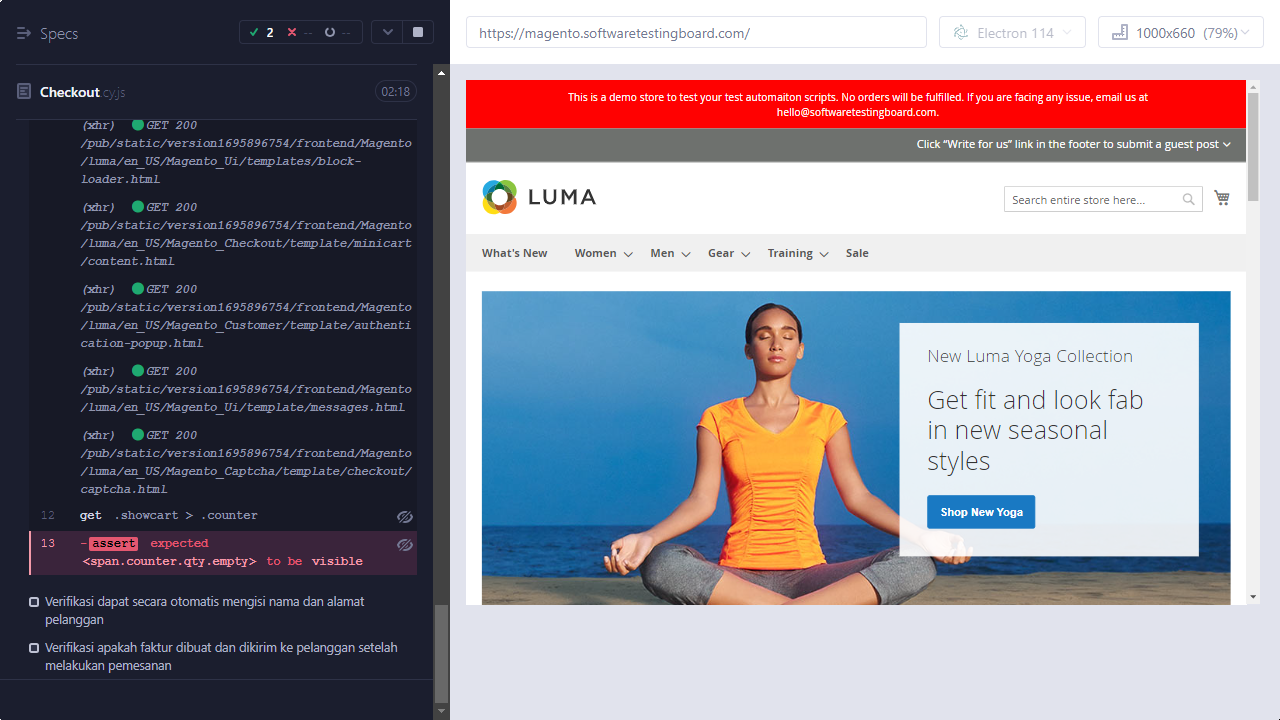 Specs
2
--
--
https://magento.softwaretestingboard.com/
Electron 114
1000x660 (79%)
Checkout cy.js
02:18
(xhr) GET 200
/pub/static/version1695896754/frontend/Magento
/luma/en_US/Magento_Ui/templates/block-
loader.html
(xhr) GET 200
/pub/static/version1695896754/frontend/Magento
/luma/en_US/Magento_Checkout/template/minicart
/content.html
(xhr) GET 200
/pub/static/version1695896754/frontend/Magento
/luma/en_US/Magento_Customer/template/authenti
cation-popup.html
(xhr) GET 200
/pub/static/version1695896754/frontend/Magento
/luma/en_US/Magento_Ui/template/messages.html
(xhr) GET 200
/pub/static/version1695896754/frontend/Magento
/luma/en_US/Magento_Captcha/template/checkout/
captcha.html
12 get .showcart > .counter
13 -assert expected
<span.counter.qty.empty> to be visible
Verifikasi dapat secara otomatis mengisi nama dan alamat
pelanggan
Verifikasi apakah faktur dibuat dan dikirim ke pelanggan setelah
melakukan pemesanan
This is a demo store to test your test automaiton scripts. No orders will be fulfilled. If you are facing any issue, email us at
hello@softwaretestingboard.com.
Click “Write for us” link in the footer to submit a guest post
LUMA
Search entire store here...
What's New Women Men Gear Training Sale
New Luma Yoga Collection
Get fit and look fab
in new seasonal
styles
Shop New Yoga